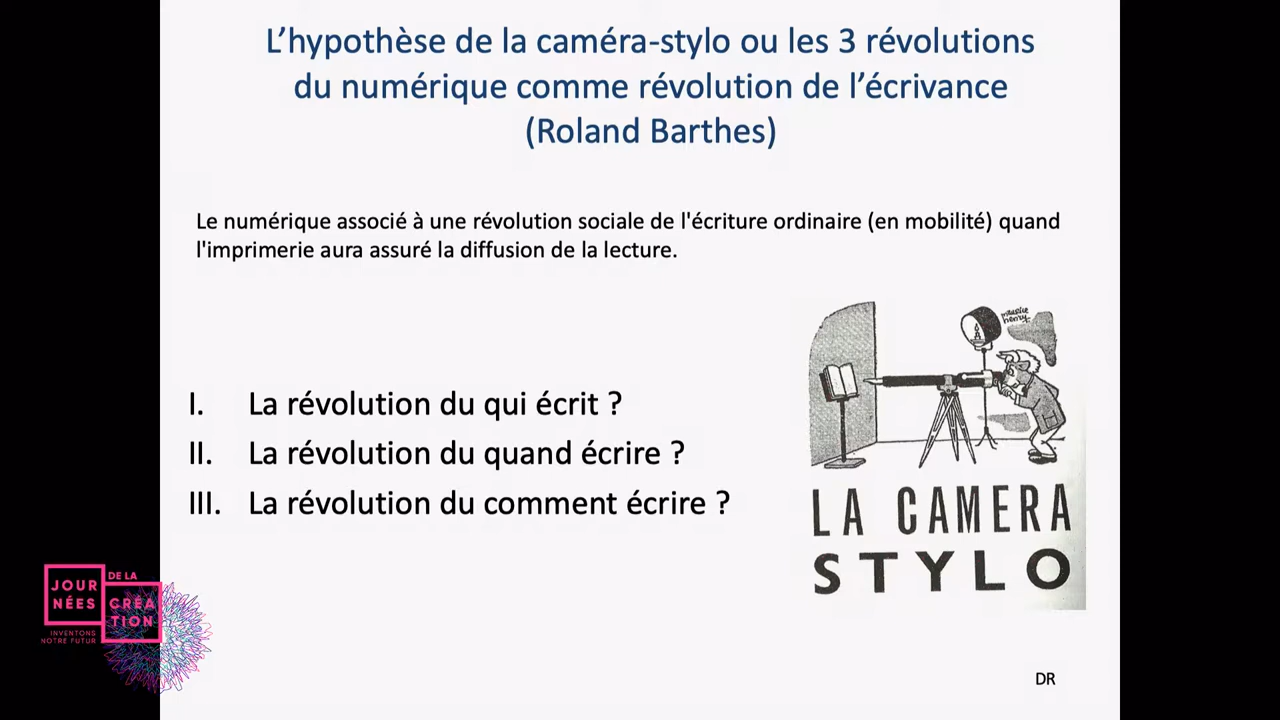 L'hypothèse de la caméra-stylo ou les 3 révolutions
du numérique comme révolution de l'écrivance
(Roland Barthes)
Le numérique associé à une révolution sociale de l'écriture ordinaire (en mobilité) quand
l'imprimerie aura assuré la diffusion de la lecture.
maurice
henry
I. La révolution du qui écrit ?
II. La révolution du quand écrire ?
III. La révolution du comment écrire ?
LA CAMERA
STYLO
JOUR
NÉES
DE LA
CRÉA
TION
INVENTONS
NOTRE FUTUR
DR